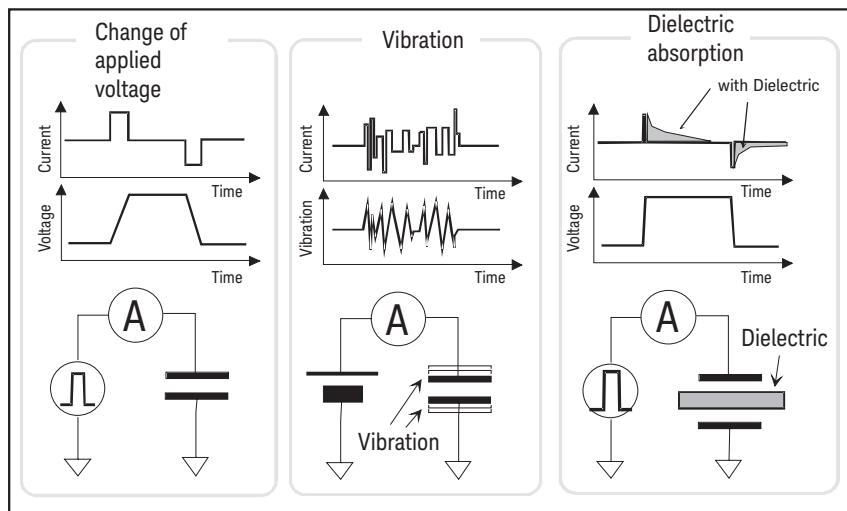 Change of
applied
voltage
Current
Time
Voltage
Time
A
Vibration
Current
Time
Vibration
Time
A
Vibration
Dielectric
absorption
with Dielectric
Current
Time
Voltage
Time
A
Dielectric